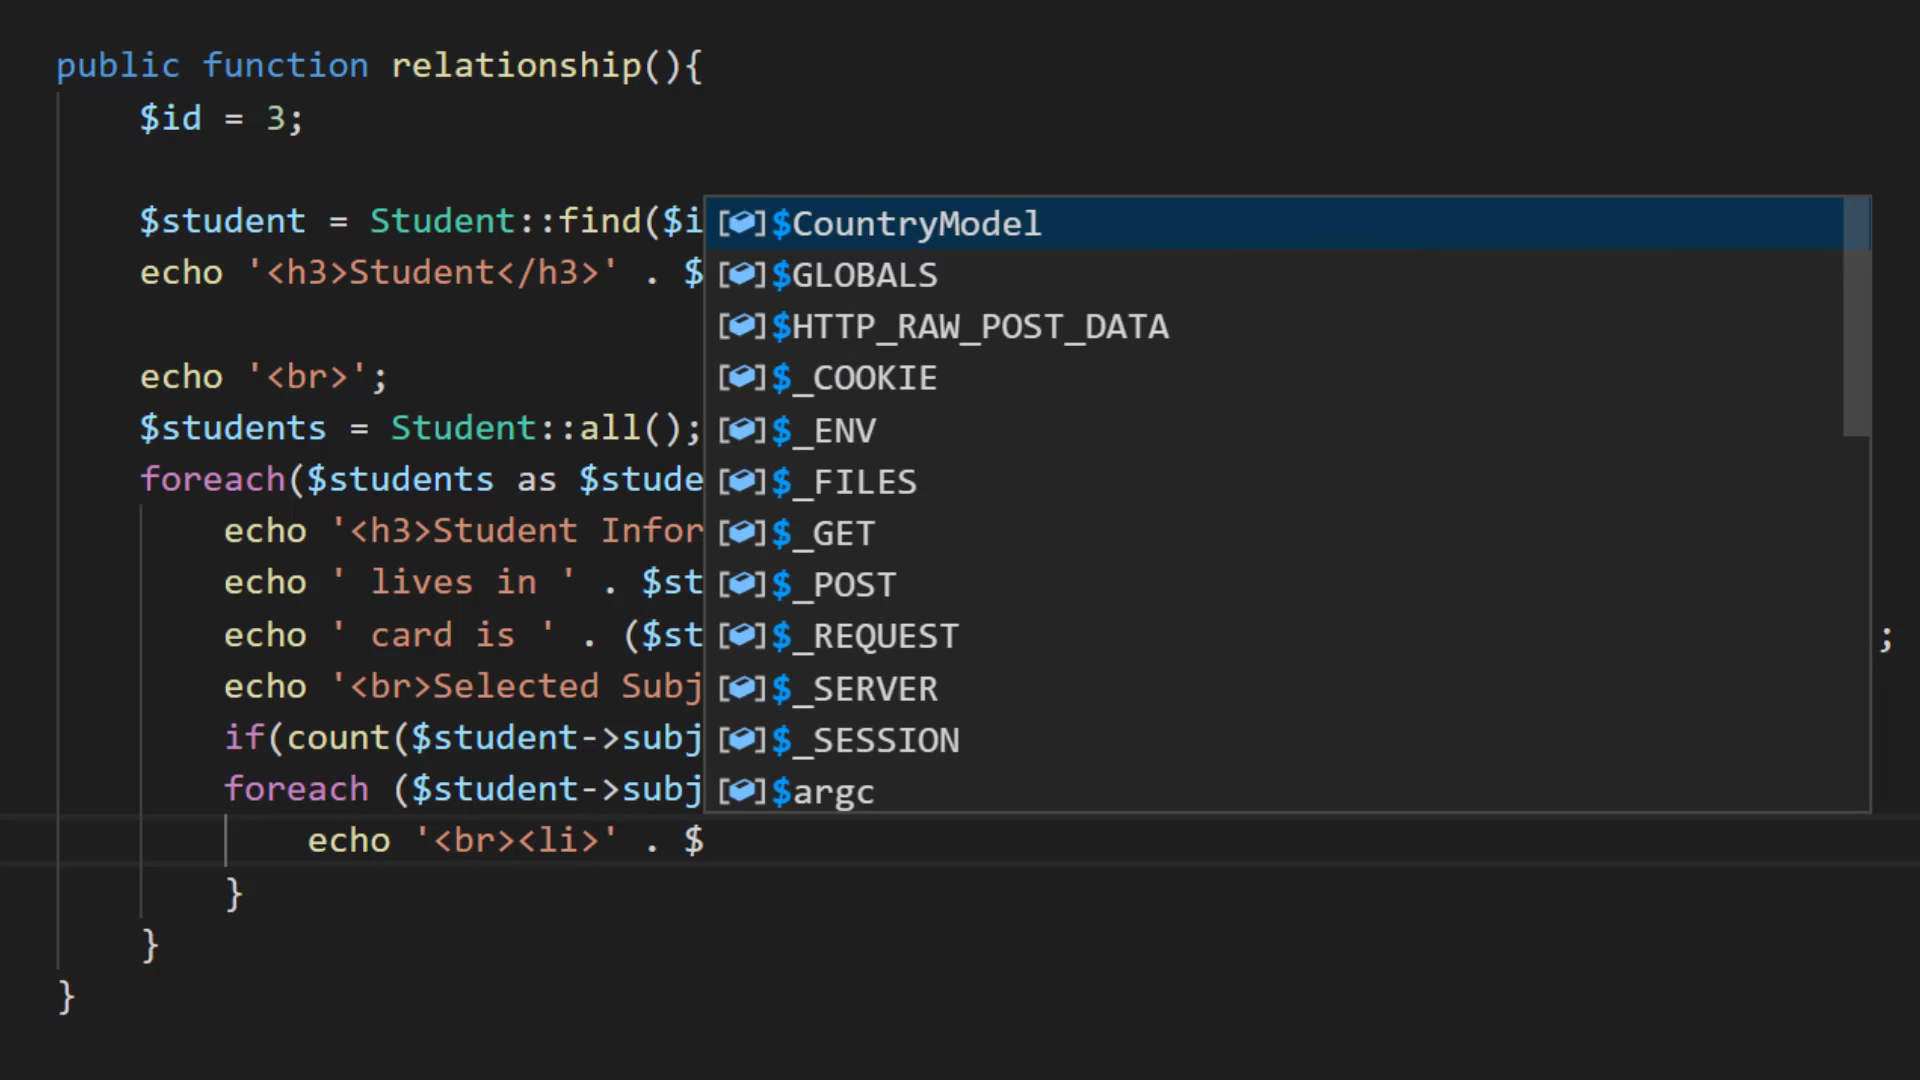 public function relationship(){
$id = 3;
$student = Student::find($i
echo '<h3>Student</h3>' . $
echo '<br>';
$students = Student::all();
foreach($students as $stude
echo '<h3>Student Infor
echo ' lives in ' . $st
echo ' card is ' . ($st ;
echo '<br>Selected Subj
if(count($student->subj
foreach ($student->subj
echo '<br><li>' . $
}
}
}
$CountryModel
$GLOBALS
$HTTP_RAW_POST_DATA
$_COOKIE
$_ENV
$_FILES
$_GET
$_POST
$_REQUEST
$_SERVER
$_SESSION
$argc